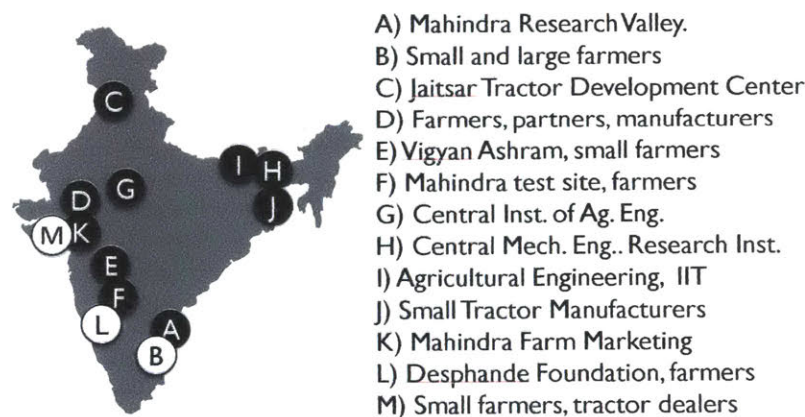 A) Mahindra Research Valley.
B) Small and large farmers
C) Jaitsar Tractor Development Center
D) Farmers, partners, manufacturers
E) Vigyan Ashram, small farmers
F) Mahindra test site, farmers
G) Central Inst. of Ag. Eng.
H) Central Mech. Eng.. Research Inst.
I) Agricultural Engineering, IIT
J) Small Tractor Manufacturers
K) Mahindra Farm Marketing
L) Desphande Foundation, farmers
M) Small farmers, tractor dealers
C
I
H
G
D
J
M
K
E
F
L
A
B